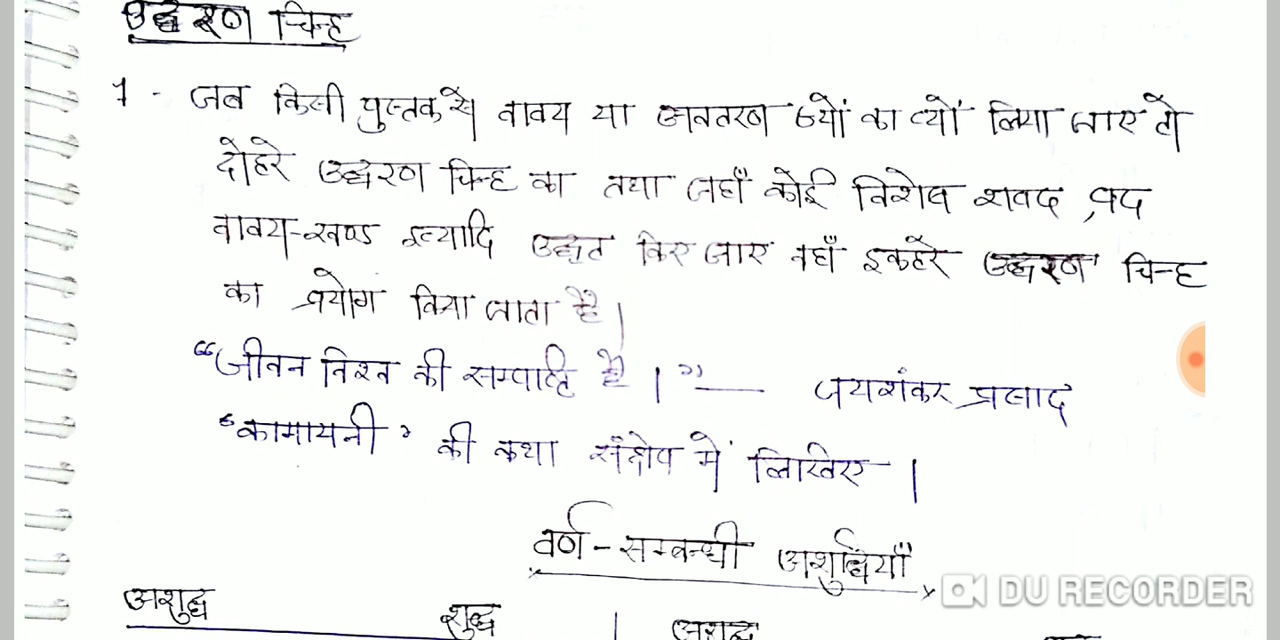 उद्धरण चिन्ह
1 - जब किसी पुस्तक से वाक्य या अवतरण ज्यों का त्यों लिया जाए तो
दोहरे उद्धरण चिन्ह का तथा जहाँ कोई विशेष शब्द, पद
वाक्य-खण्ड इत्यादि उद्धृत किए जाए वहाँ इकहरे उद्धरण चिन्ह
का प्रयोग किया जाता है।
“जीवन विश्व की सम्पत्ति है।” — जयशंकर प्रसाद
‘कामायनी’ की कथा संक्षेप में लिखिए।
वर्ण-सम्बन्धी अशुद्धियाँ
DU RECORDER
अशुद्ध शुद्ध अशुद्ध